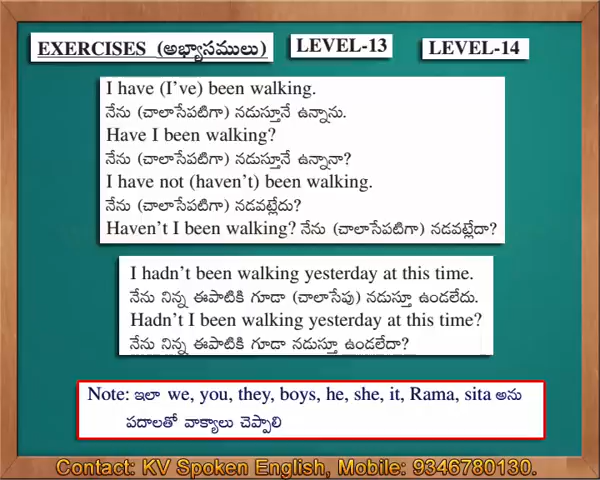 EXERCISES (అభ్యాసములు) LEVEL-13 LEVEL-14
I have (I've) been walking.
నేను (చాలాసేపటిగా) నడుస్తూనే ఉన్నాను.
Have I been walking?
నేను (చాలాసేపటిగా) నడుస్తూనే ఉన్నానా?
I have not (haven't) been walking.
నేను (చాలాసేపటిగా) నడవట్లేదు?
Haven't I been walking? నేను (చాలాసేపటిగా) నడవట్లేదా?
I hadn't been walking yesterday at this time.
నేను నిన్న ఈపాటికి గూడా (చాలాసేపు) నడుస్తూ ఉండలేదు.
Hadn't I been walking yesterday at this time?
నేను నిన్న ఈపాటికి గూడా నడుస్తూ ఉండలేదా?
Note: ఇలా we, you, they, boys, he, she, it, Rama, sita అను
పదాలతో వాక్యాలు చెప్పాలి
Contact: KV Spoken English, Mobile: 9346780130.